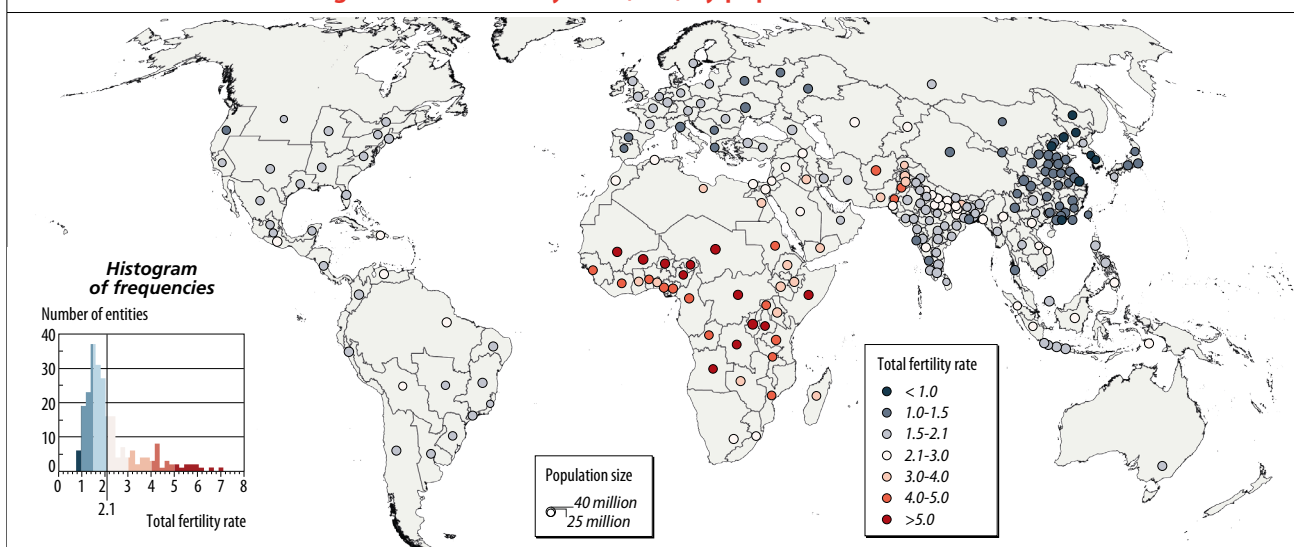 Histogram
of frequencies
Number of entities
40
30
20
10
0
0 1 2 3 4 5 6 7 8
2.1
Total fertility rate
Population size
40 million
25 million
Total fertility rate
< 1.0
1.0-1.5
1.5-2.1
2.1-3.0
3.0-4.0
4.0-5.0
>5.0